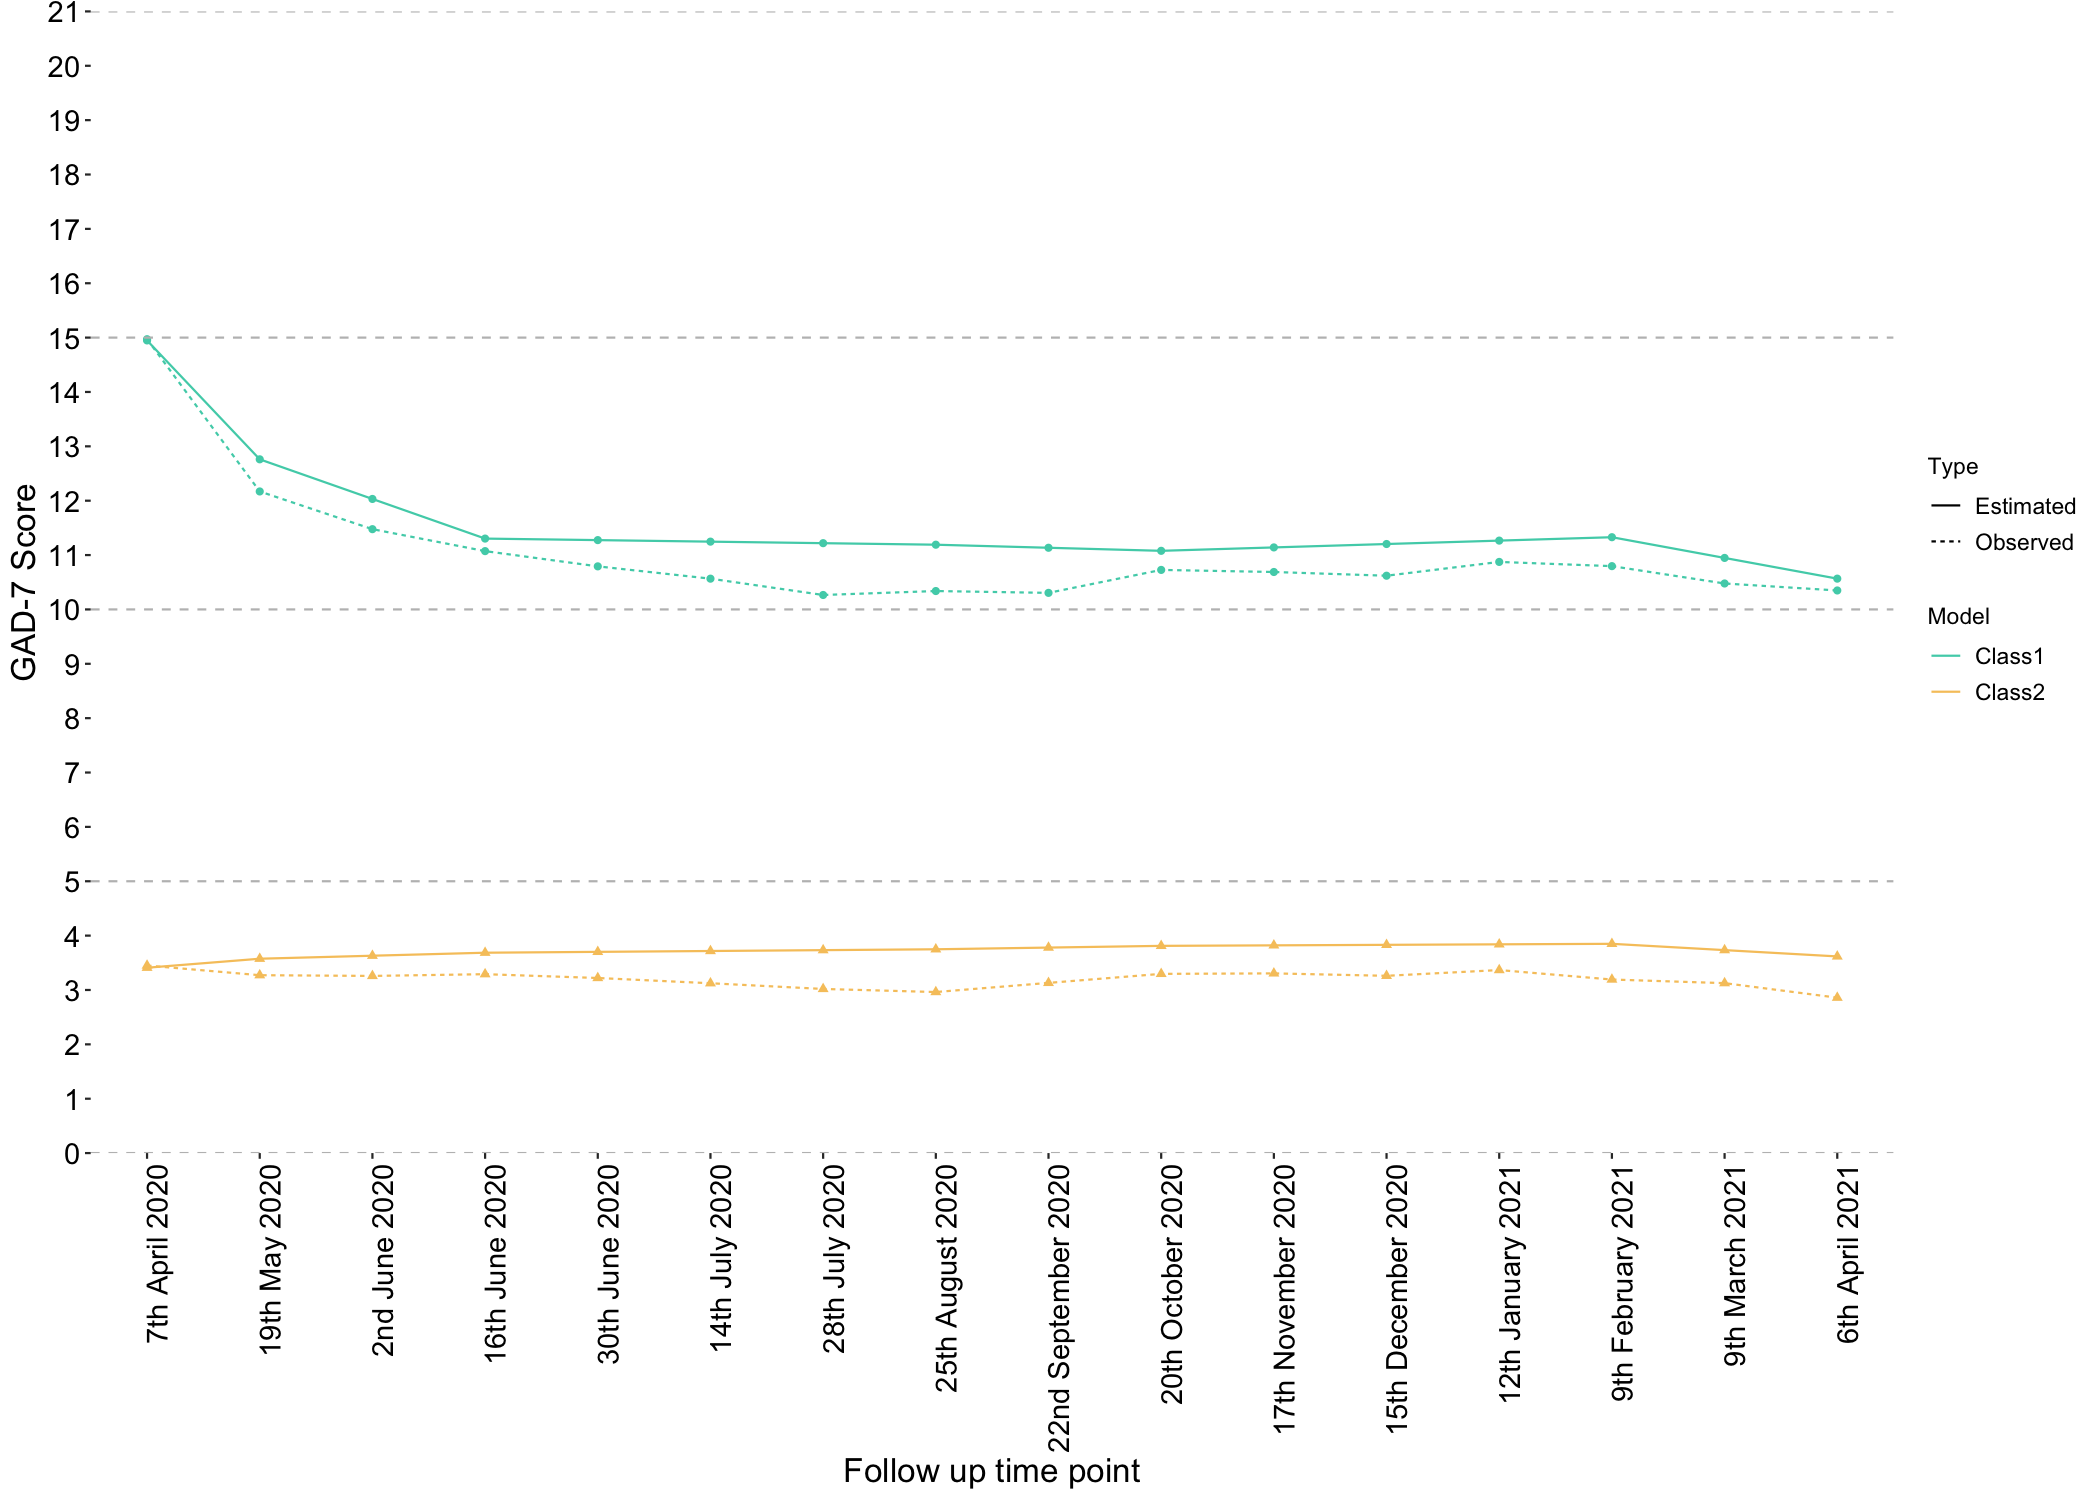 21
20
19
18
17
16
15
14
13
12
11
10
9
8
7
6
5
4
3
2
1
0
GAD-7 Score
7th April 2020
19th May 2020
2nd June 2020
16th June 2020
30th June 2020
14th July 2020
28th July 2020
25th August 2020
22nd September 2020
20th October 2020
17th November 2020
15th December 2020
12th January 2021
9th February 2021
9th March 2021
6th April 2021
Follow up time point
Type
Estimated
Observed
Model
Class1
Class2